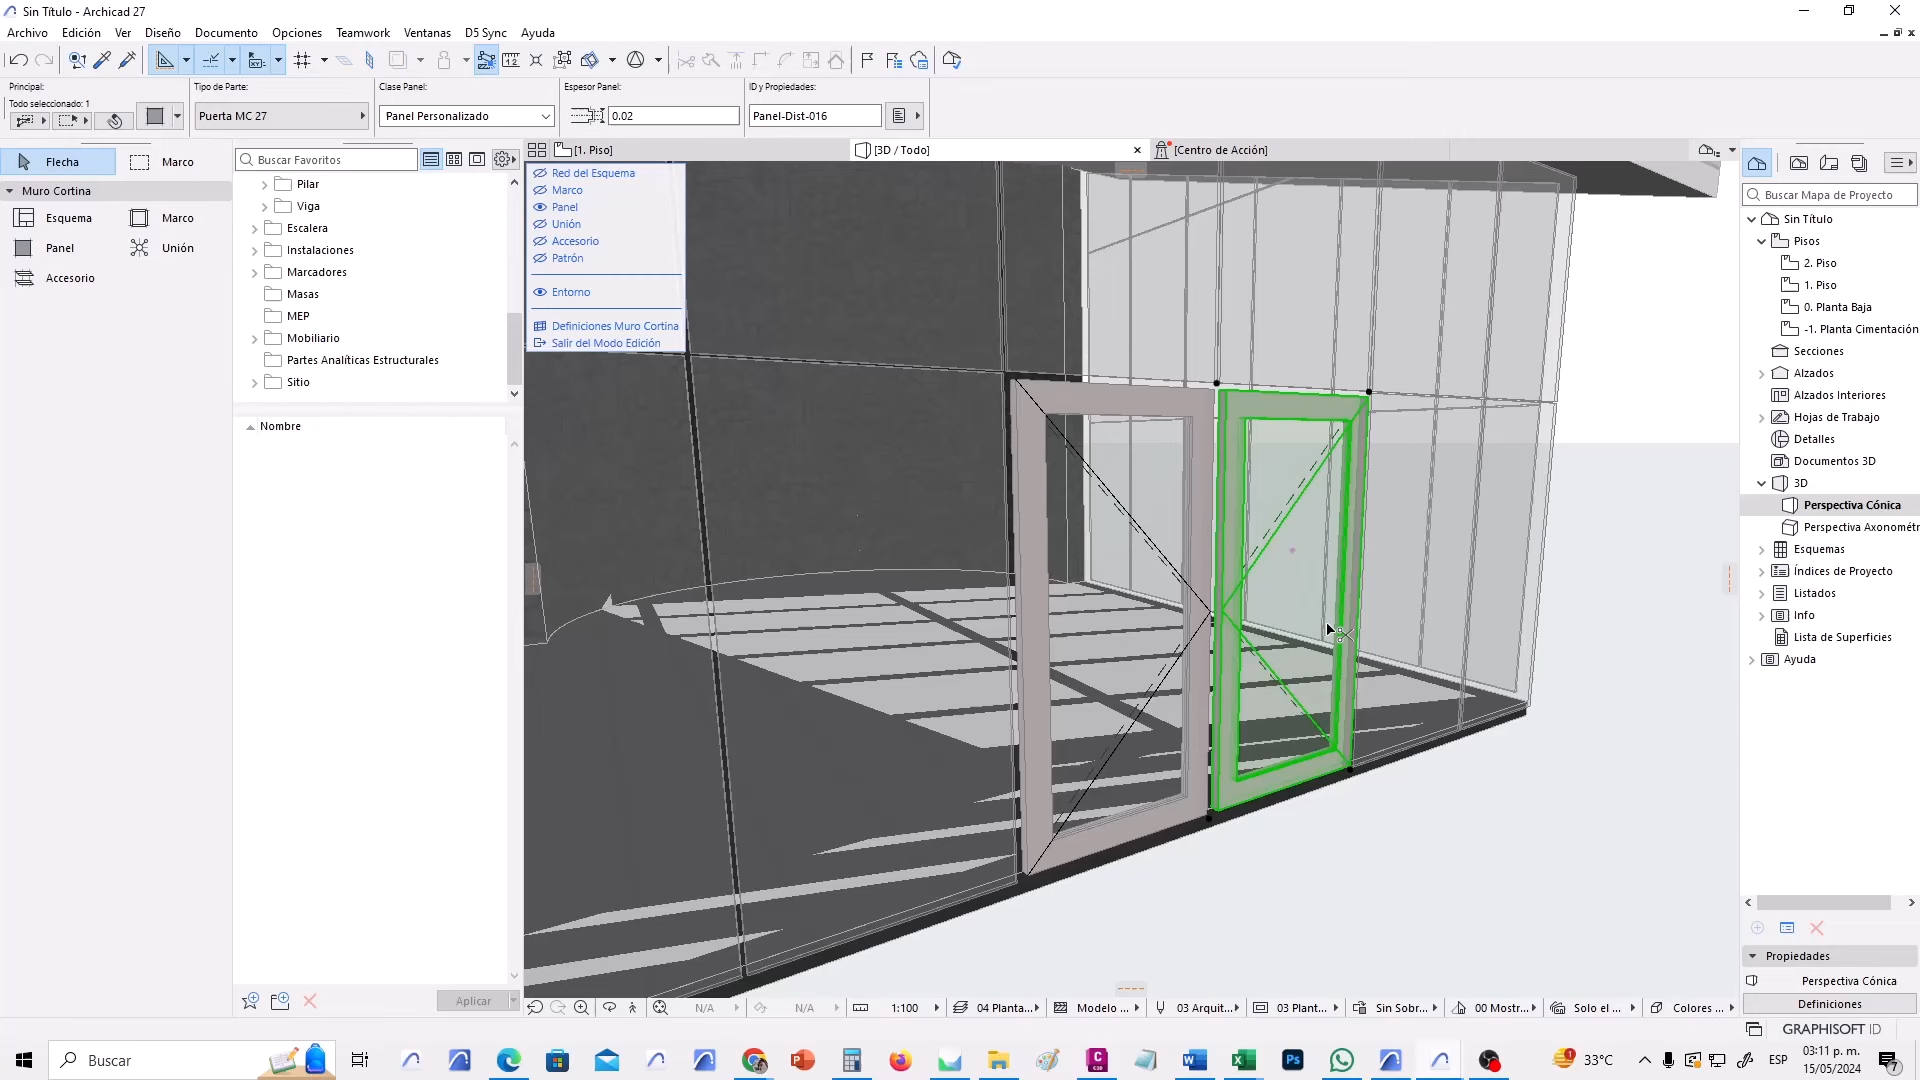 Sin Título - Archicad 27
Archivo Edición Ver Diseño Documento Opciones Teamwork Ventanas D5 Sync Ayuda
Principal:
Todo seleccionado: 1
Tipo de Parte:
Puerta MC 27
Clase Panel:
Panel Personalizado
Espesor Panel:
0.02
ID y Propiedades:
Panel-Dist-016
Flecha
Marco
Muro Cortina
Esquema
Marco
Panel
Unión
Accesorio
Buscar Favoritos
Pilar
Viga
Escalera
Instalaciones
Marcadores
Masas
MEP
Mobiliario
Partes Analíticas Estructurales
Sitio
Nombre
Aplicar
[1. Piso]
[3D / Todo]
[Centro de Acción]
Red del Esquema
Marco
Panel
Unión
Accesorio
Patrón
Entorno
Definiciones Muro Cortina
Salir del Modo Edición
N/A
N/A
1:100
04 Planta...
Modelo ...
03 Arquit...
03 Plant...
Sin Sobr...
00 Mostr...
Solo el ...
Colores ...
Buscar Mapa de Proyecto
Sin Título
Pisos
2. Piso
1. Piso
0. Planta Baja
-1. Planta Cimentación
Secciones
Alzados
Alzados Interiores
Hojas de Trabajo
Detalles
Documentos 3D
3D
Perspectiva Cónica
Perspectiva Axonométr
Esquemas
Índices de Proyecto
Listados
Info
Lista de Superficies
Ayuda
Propiedades
Perspectiva Cónica
Definiciones
GRAPHISOFT ID
Buscar
33°C
ESP
03:11 p. m.
15/05/2024
7